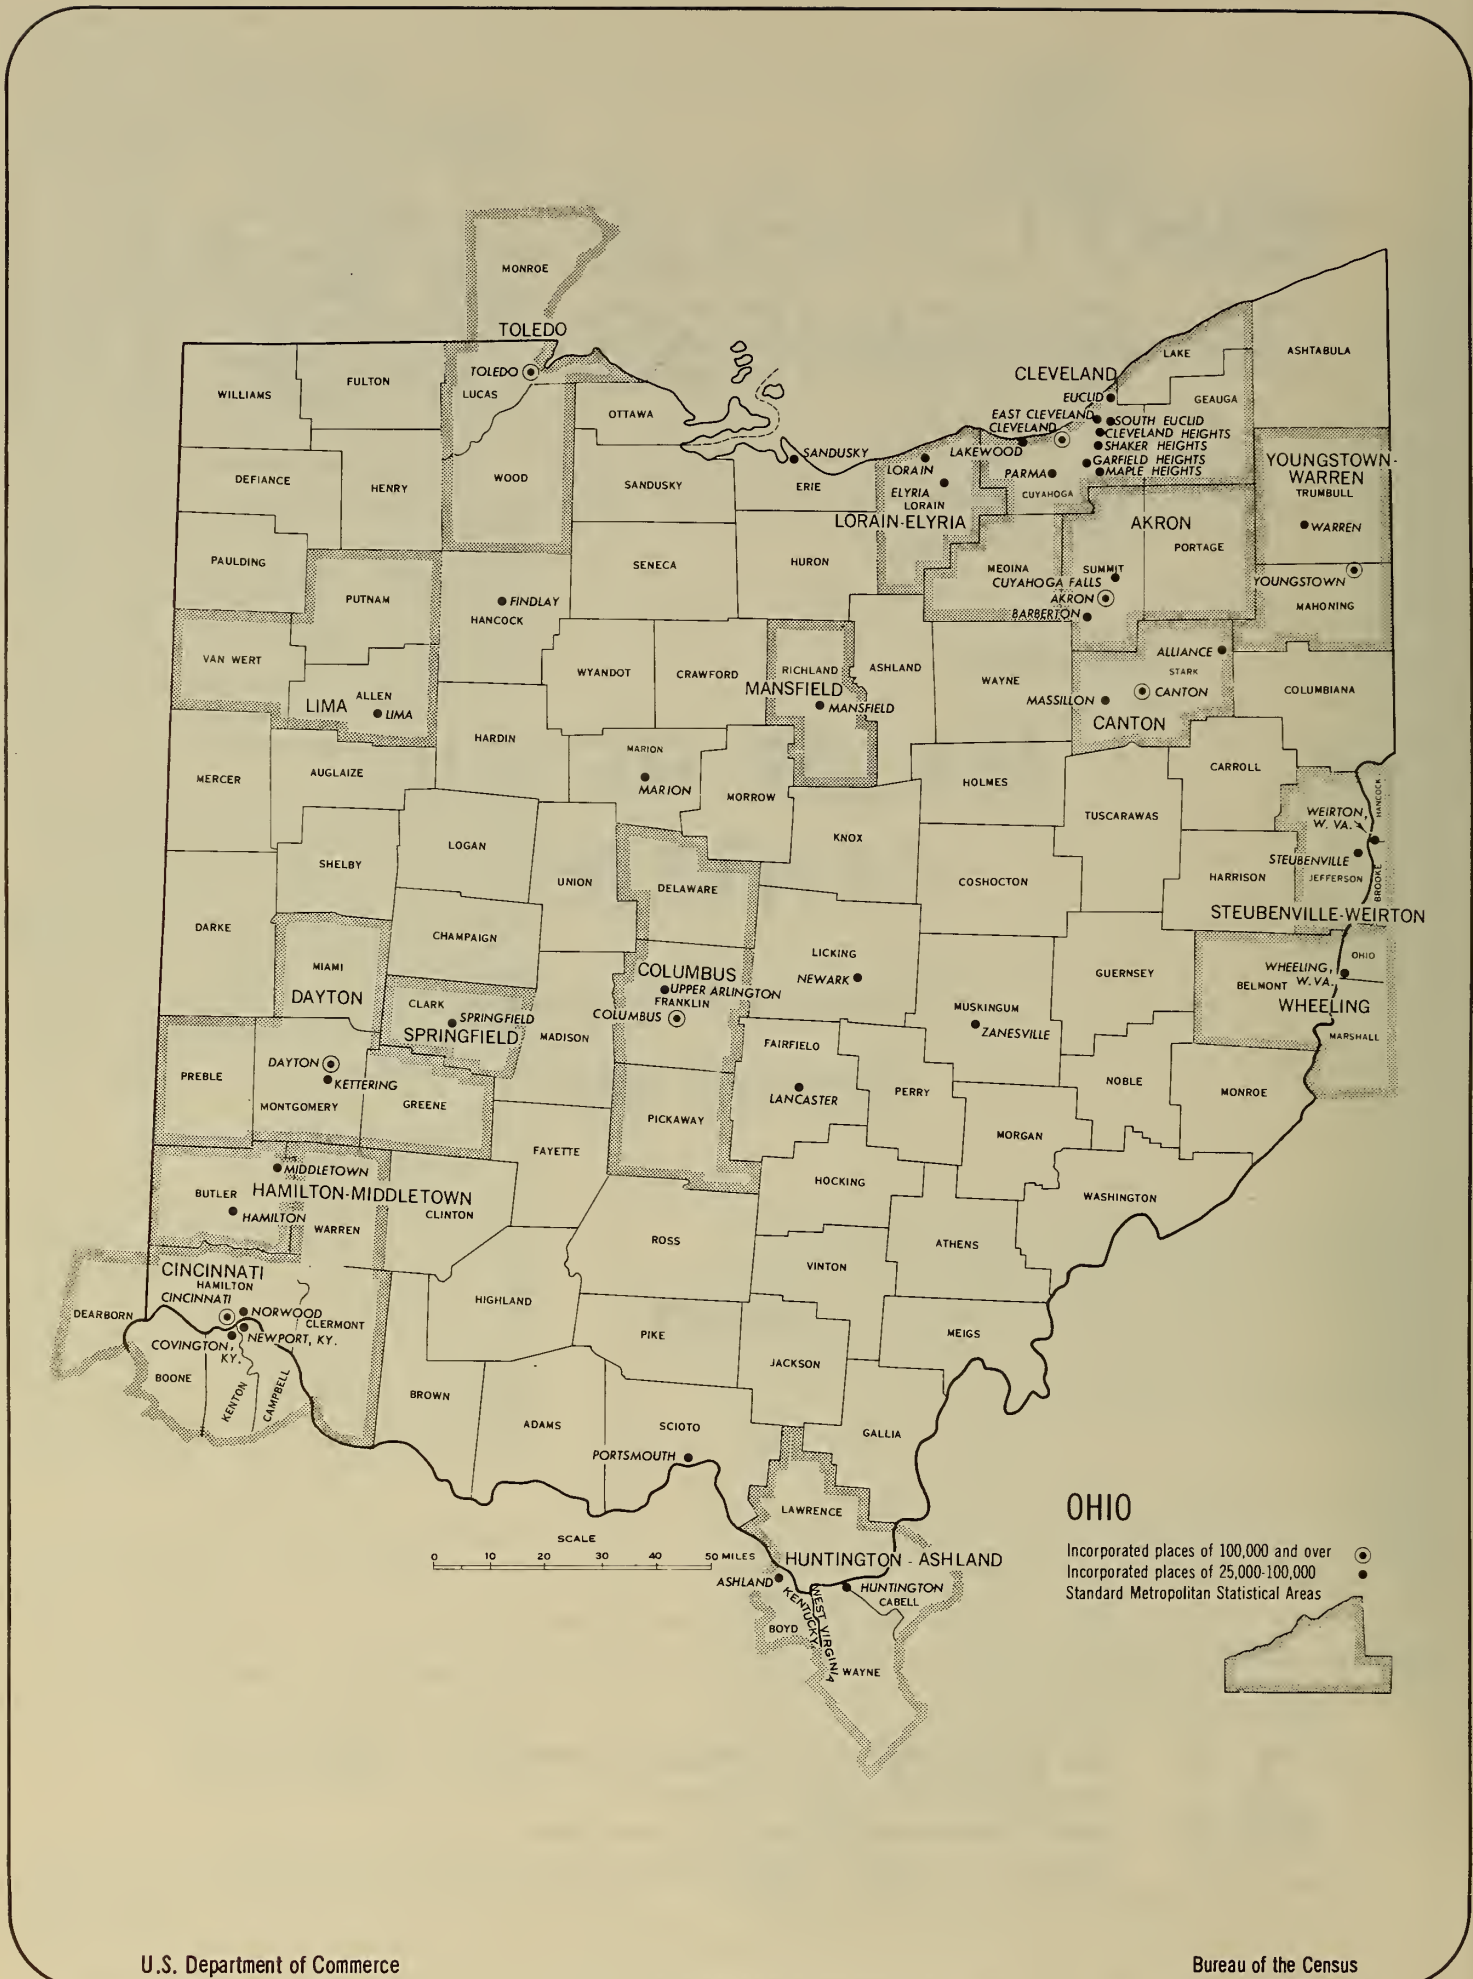 MONROE
TOLEDO
TOLEDO
WILLIAMS
FULTON
LUCAS
OTTAWA
LAKE
ASHTABULA
CLEVELAND
EUCLID
GEAUGA
EAST CLEVELAND
SOUTH EUCLID
CLEVELAND
CLEVELAND HEIGHTS
LAKEWOOD
SHAKER HEIGHTS
SANDUSKY
LORAIN
PARMA
GARFIELD HEIGHTS
MAPLE HEIGHTS
YOUNGSTOWN-
WARREN
TRUMBULL
WARREN
DEFIANCE
HENRY
WOOD
SANDUSKY
ERIE
ELYRIA
LORAIN
CUYAHOGA
LORAIN-ELYRIA
AKRON
PORTAGE
PAULDING
SENECA
HURON
MEDINA
SUMMIT
CUYAHOGA FALLS
AKRON
BARBERTON
YOUNGSTOWN
MAHONING
PUTNAM
FINDLAY
HANCOCK
VAN WERT
WYANDOT
CRAWFORD
RICHLAND
MANSFIELD
MANSFIELD
ASHLAND
WAYNE
ALLIANCE
STARK
MASSILLON
CANTON
CANTON
COLUMBIANA
LIMA
ALLEN
LIMA
HARDIN
MARION
MARION
MORROW
HOLMES
CARROLL
MERCER
AUGLAIZE
TUSCARAWAS
WEIRTON,
W. VA.
HANCOCK
LOGAN
KNOX
SHELBY
UNION
DELAWARE
COSHOCTON
HARRISON
STEUBENVILLE
JEFFERSON
BROOKE
STEUBENVILLE-WEIRTON
DARKE
CHAMPAIGN
LICKING
NEWARK
GUERNSEY
WHEELING,
W. VA.
OHIO
BELMONT
WHEELING
MARSHALL
MIAMI
DAYTON
COLUMBUS
UPPER ARLINGTON
FRANKLIN
COLUMBUS
CLARK
SPRINGFIELD
SPRINGFIELD
MADISON
MUSKINGUM
ZANESVILLE
FAIRFIELD
LANCASTER
PERRY
NOBLE
MONROE
PREBLE
DAYTON
KETTERING
MONTGOMERY
GREENE
PICKAWAY
MORGAN
FAYETTE
HOCKING
WASHINGTON
MIDDLETOWN
BUTLER
HAMILTON-MIDDLETOWN
HAMILTON
WARREN
CLINTON
ROSS
ATHENS
VINTON
CINCINNATI
HAMILTON
CINCINNATI
NORWOOD
CLERMONT
DEARBORN
NEWPORT, KY.
COVINGTON,
KY.
HIGHLAND
PIKE
JACKSON
MEIGS
BOONE
KENTON
CAMPBELL
BROWN
ADAMS
SCIOTO
PORTSMOUTH
GALLIA
LAWRENCE
SCALE
0 10 20 30 40 50 MILES
HUNTINGTON - ASHLAND
ASHLAND
HUNTINGTON
CABELL
KENTUCKY
WEST VIRGINIA
BOYD
WAYNE
OHIO
Incorporated places of 100,000 and over
Incorporated places of 25,000-100,000
Standard Metropolitan Statistical Areas
U.S. Department of Commerce
Bureau of the Census